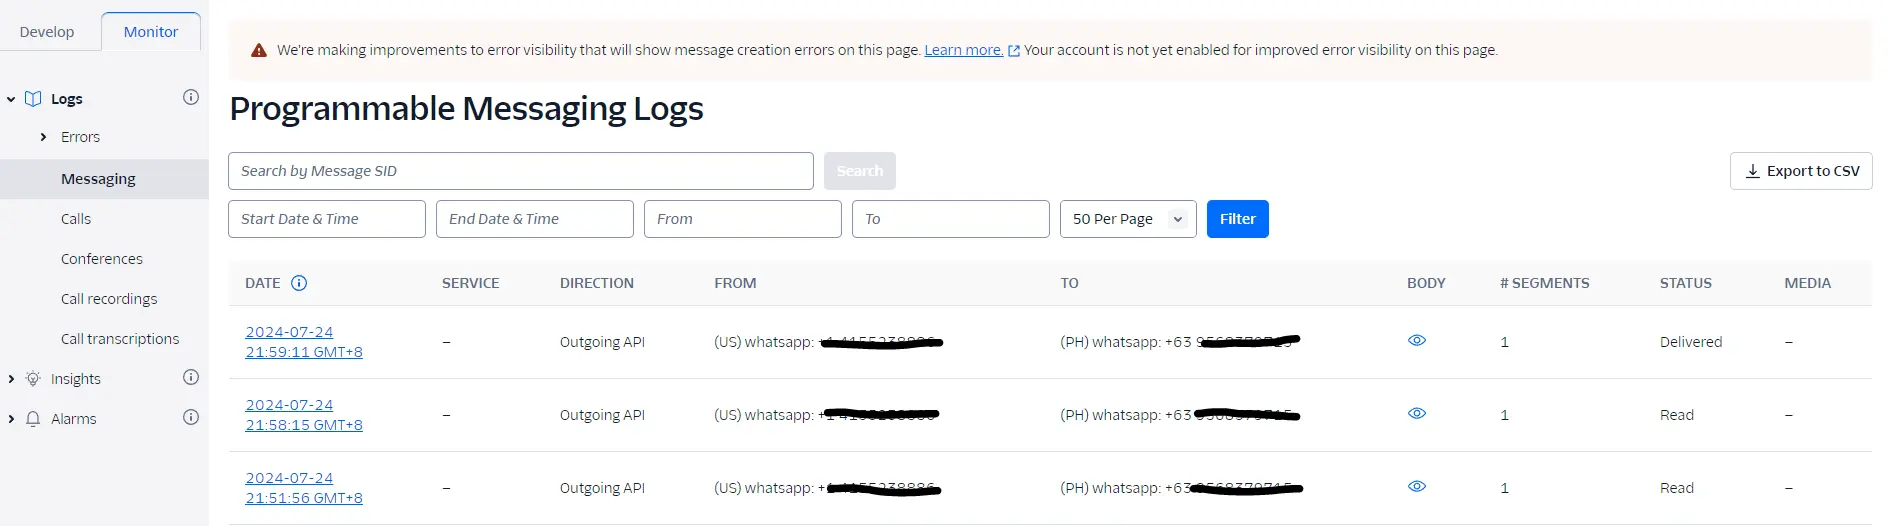 Develop
Monitor
We're making improvements to error visibility that will show message creation errors on this page. Learn more. Your account is not yet enabled for improved error visibility on this page.
Logs
Errors
Messaging
Calls
Conferences
Call recordings
Call transcriptions
Insights
Alarms
Programmable Messaging Logs
Search by Message SID
Search
Export to CSV
Start Date & Time
End Date & Time
From
To
50 Per Page
Filter
DATE SERVICE DIRECTION FROM TO BODY # SEGMENTS STATUS MEDIA
2024-07-24
21:59:11 GMT+8
– Outgoing API (US) whatsapp: (PH) whatsapp: +63 1 Delivered –
2024-07-24
21:58:15 GMT+8
– Outgoing API (US) whatsapp: (PH) whatsapp: +63 1 Read –
2024-07-24
21:51:56 GMT+8
– Outgoing API (US) whatsapp: (PH) whatsapp: +63 1 Read –